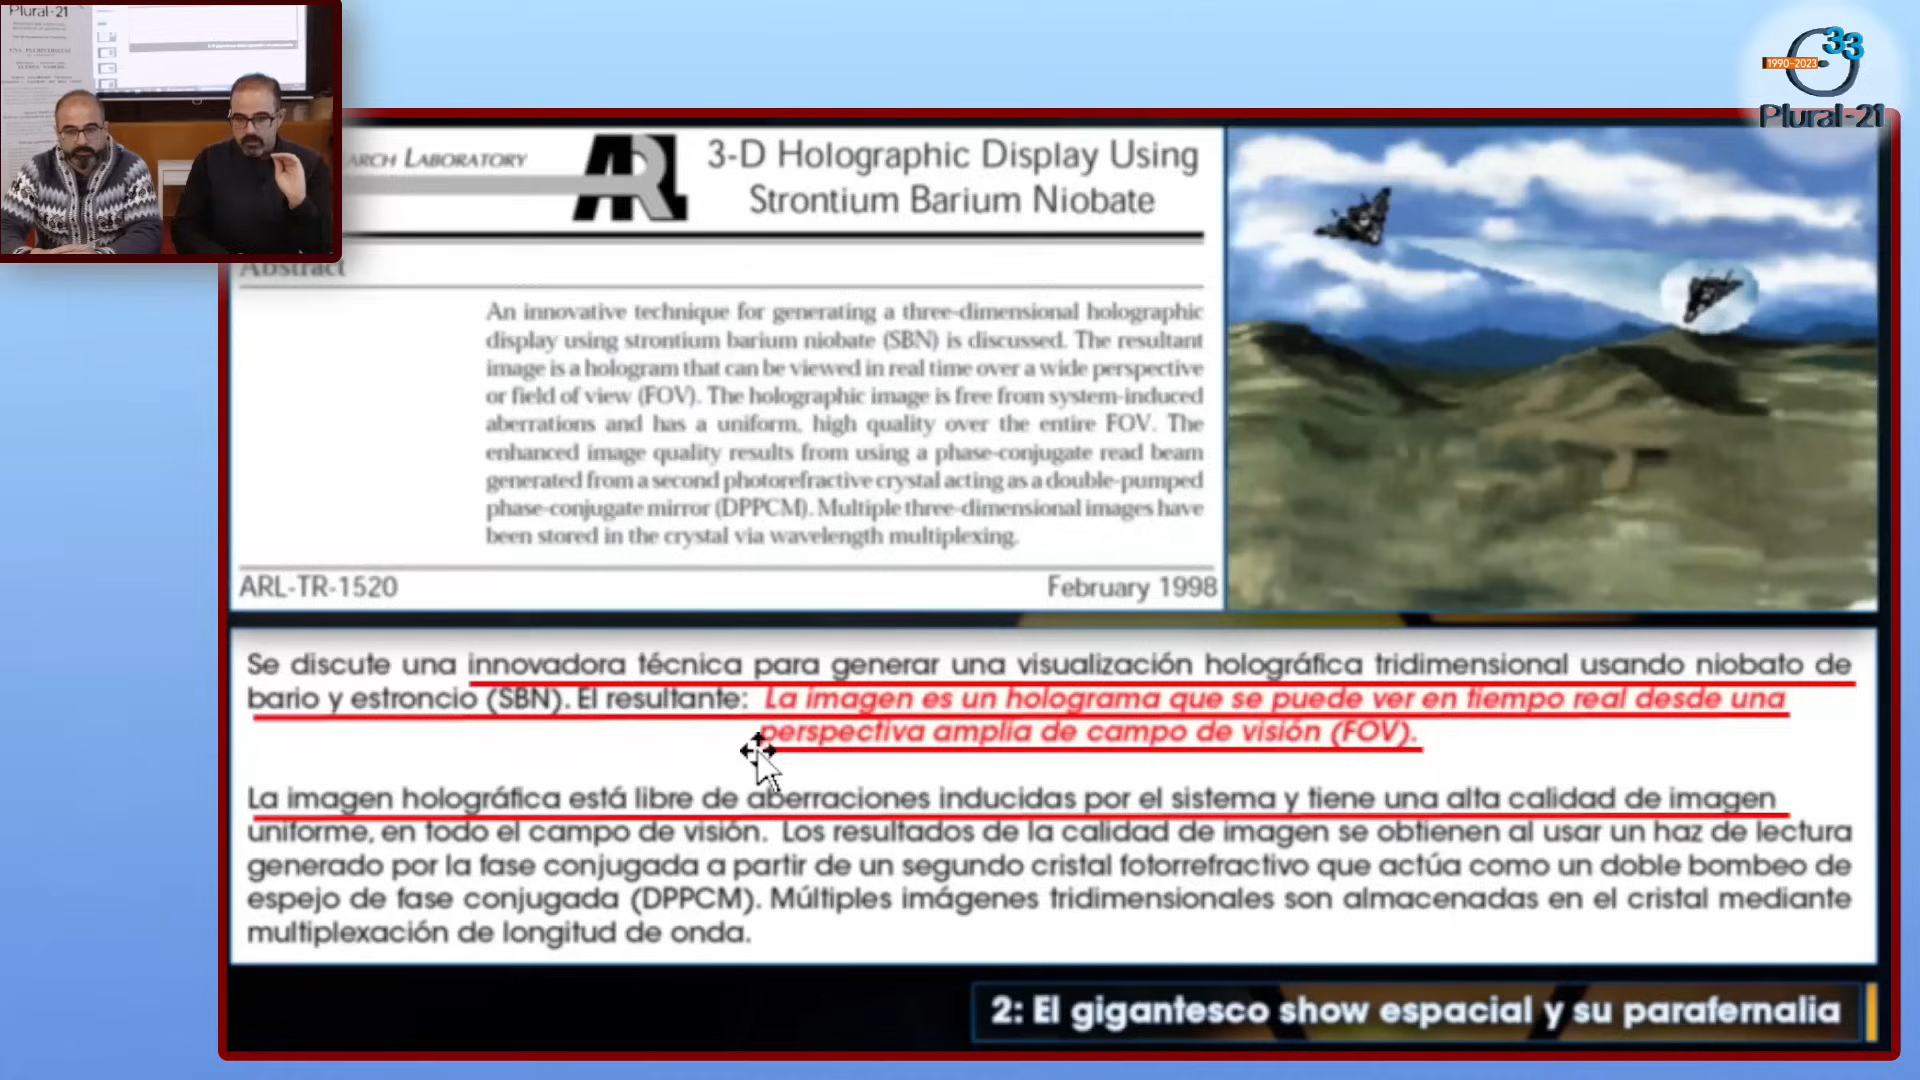 Plural-21
33
1990-2023
Plural-21
ARCH LABORATORY
ARL
3-D Holographic Display Using
Strontium Barium Niobate
Abstract
An innovative technique for generating a three-dimensional holographic
display using strontium barium niobate (SBN) is discussed. The resultant
image is a hologram that can be viewed in real time over a wide perspective
or field of view (FOV). The holographic image is free from system-induced
aberrations and has a uniform, high quality over the entire FOV. The
enhanced image quality results from using a phase-conjugate read beam
generated from a second photorefractive crystal acting as a double-pumped
phase-conjugate mirror (DPPCM). Multiple three-dimensional images have
been stored in the crystal via wavelength multiplexing.
ARL-TR-1520
February 1998
Se discute una innovadora técnica para generar una visualización holográfica tridimensional usando niobato de
bario y estroncio (SBN). El resultante: La imagen es un holograma que se puede ver en tiempo real desde una
perspectiva amplia de campo de visión (FOV).
La imagen holográfica está libre de aberraciones inducidas por el sistema y tiene una alta calidad de imagen
uniforme, en todo el campo de visión. Los resultados de la calidad de imagen se obtienen al usar un haz de lectura
generado por la fase conjugada a partir de un segundo cristal fotorrefractivo que actúa como un doble bombeo de
espejo de fase conjugada (DPPCM). Múltiples imágenes tridimensionales son almacenadas en el cristal mediante
multiplexación de longitud de onda.
2: El gigantesco show espacial y su parafernalia